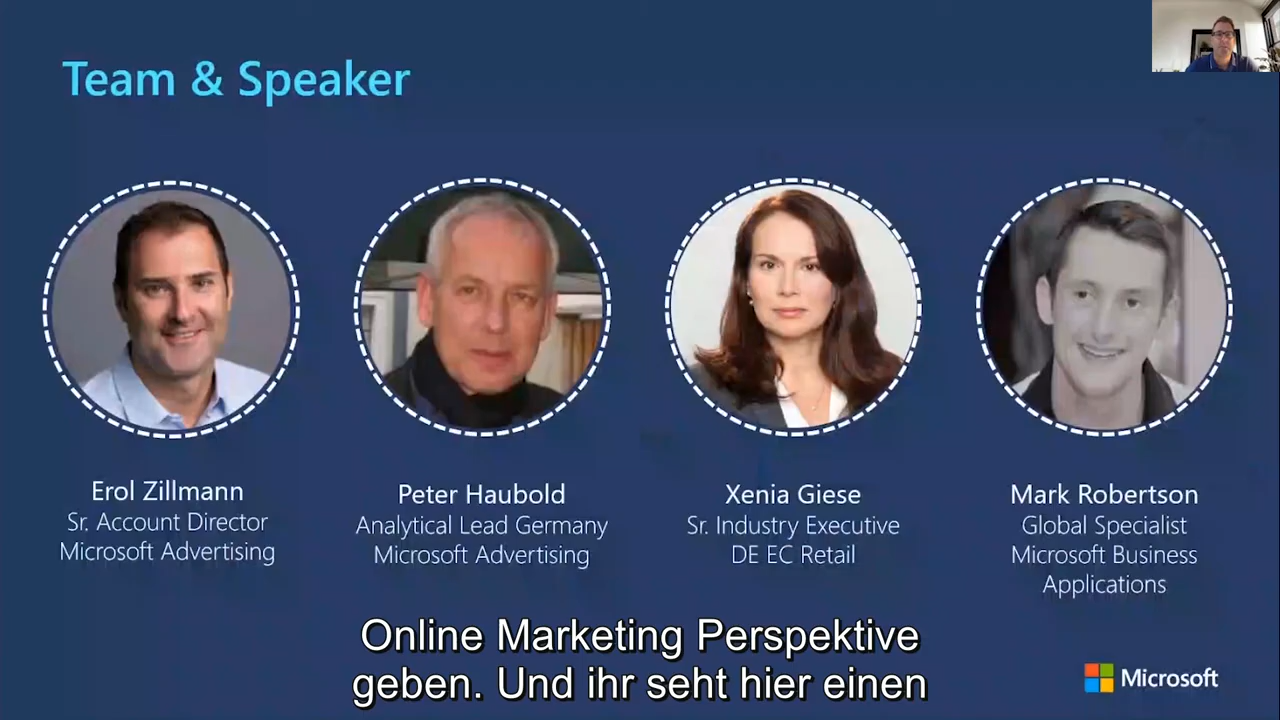 Team & Speaker
Erol Zillmann
Sr. Account Director
Microsoft Advertising
Peter Haubold
Analytical Lead Germany
Microsoft Advertising
Xenia Giese
Sr. Industry Executive
DE EC Retail
Mark Robertson
Global Specialist
Microsoft Business
Applications
Online Marketing Perspektive
geben. Und ihr seht hier einen
Microsoft